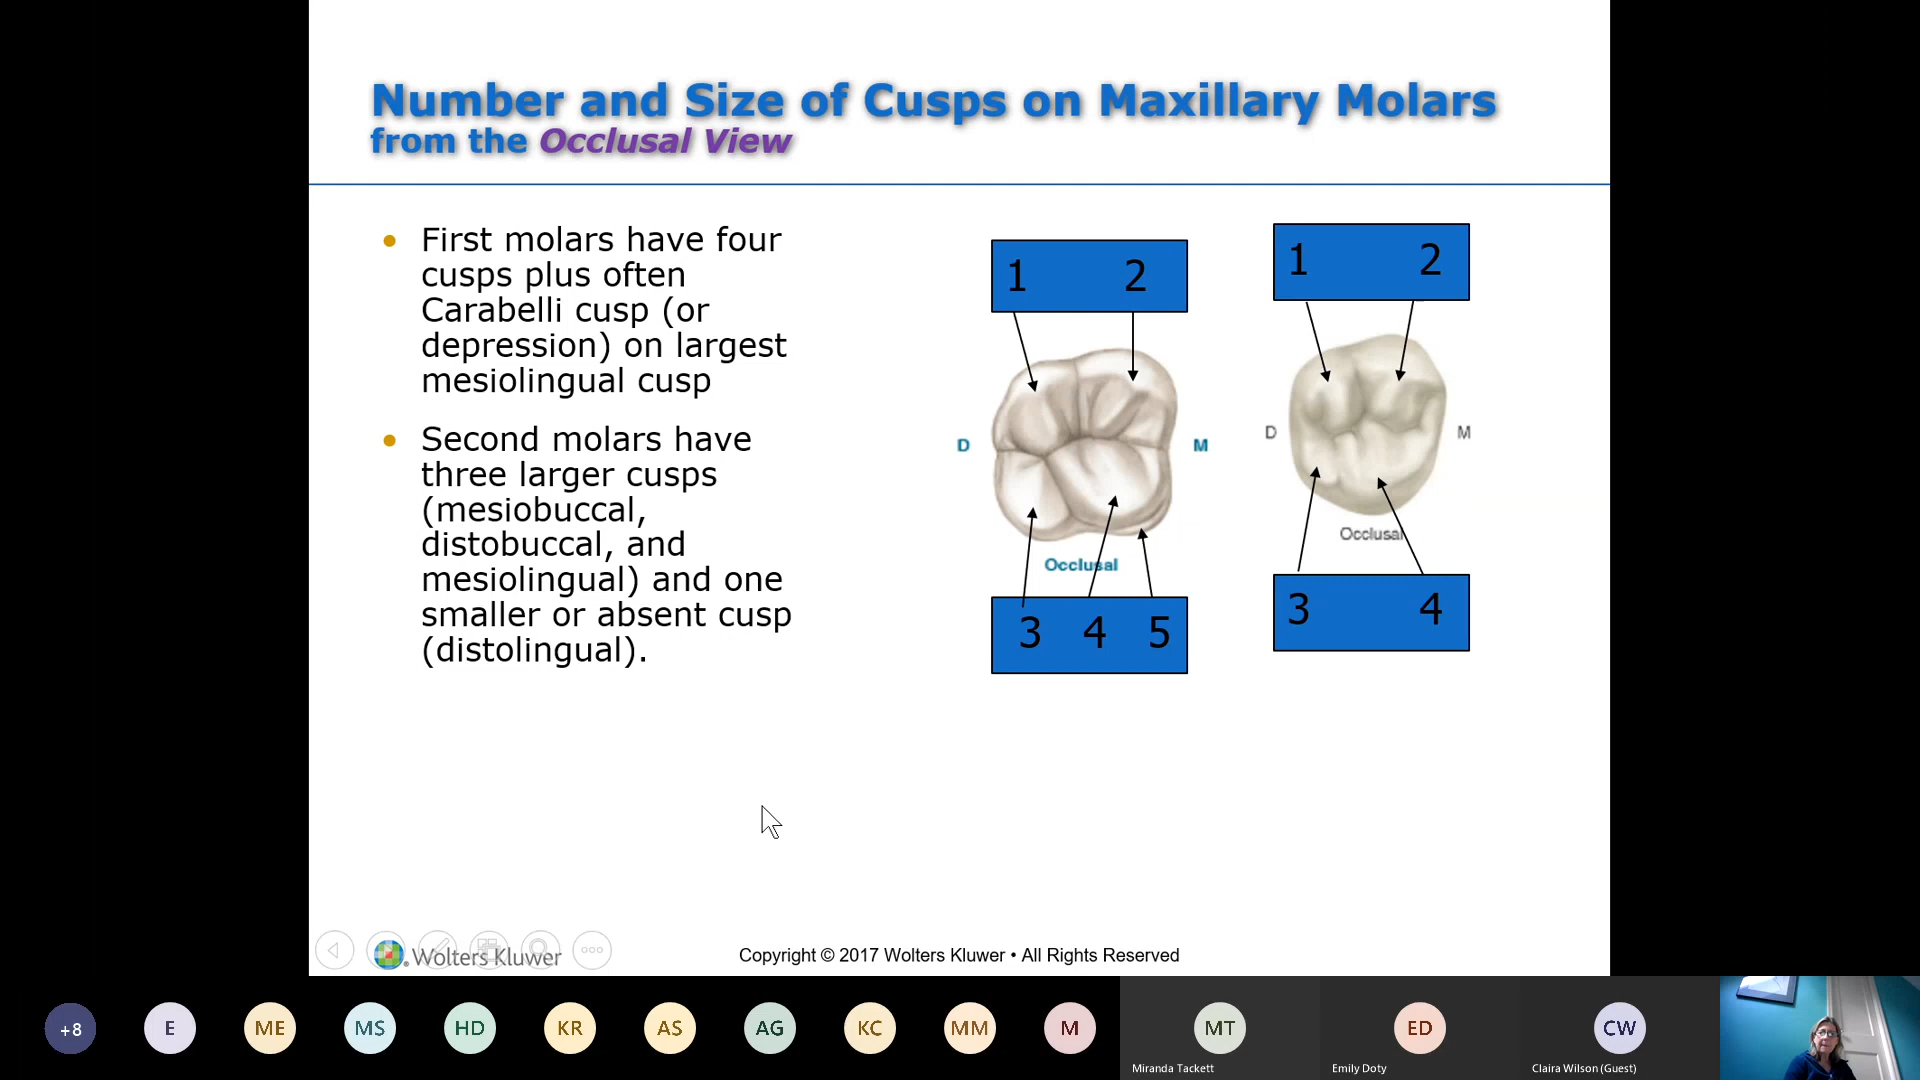 Number and Size of Cusps on Maxillary Molars
from the Occlusal View
• First molars have four
cusps plus often
Carabelli cusp (or
depression) on largest
mesiolingual cusp
• Second molars have
three larger cusps
(mesiobuccal,
distobuccal, and
mesiolingual) and one
smaller or absent cusp
(distolingual).
1 2
D M
Occlusal
3 4 5
1 2
D M
Occlusal
3 4
Wolters Kluwer
Copyright © 2017 Wolters Kluwer • All Rights Reserved
+8 E ME MS HD KR AS AG KC MM M MT ED CW
Miranda Tackett Emily Doty Claira Wilson (Guest)